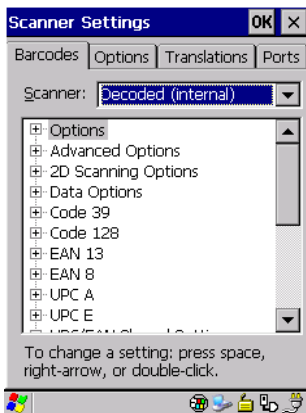 Scanner Settings OK ×
Barcodes Options Translations Ports
Scanner: Decoded (internal)
Options
Advanced Options
2D Scanning Options
Data Options
Code 39
Code 128
EAN 13
EAN 8
UPC A
UPC E
To change a setting: press space,
right-arrow, or double-click.